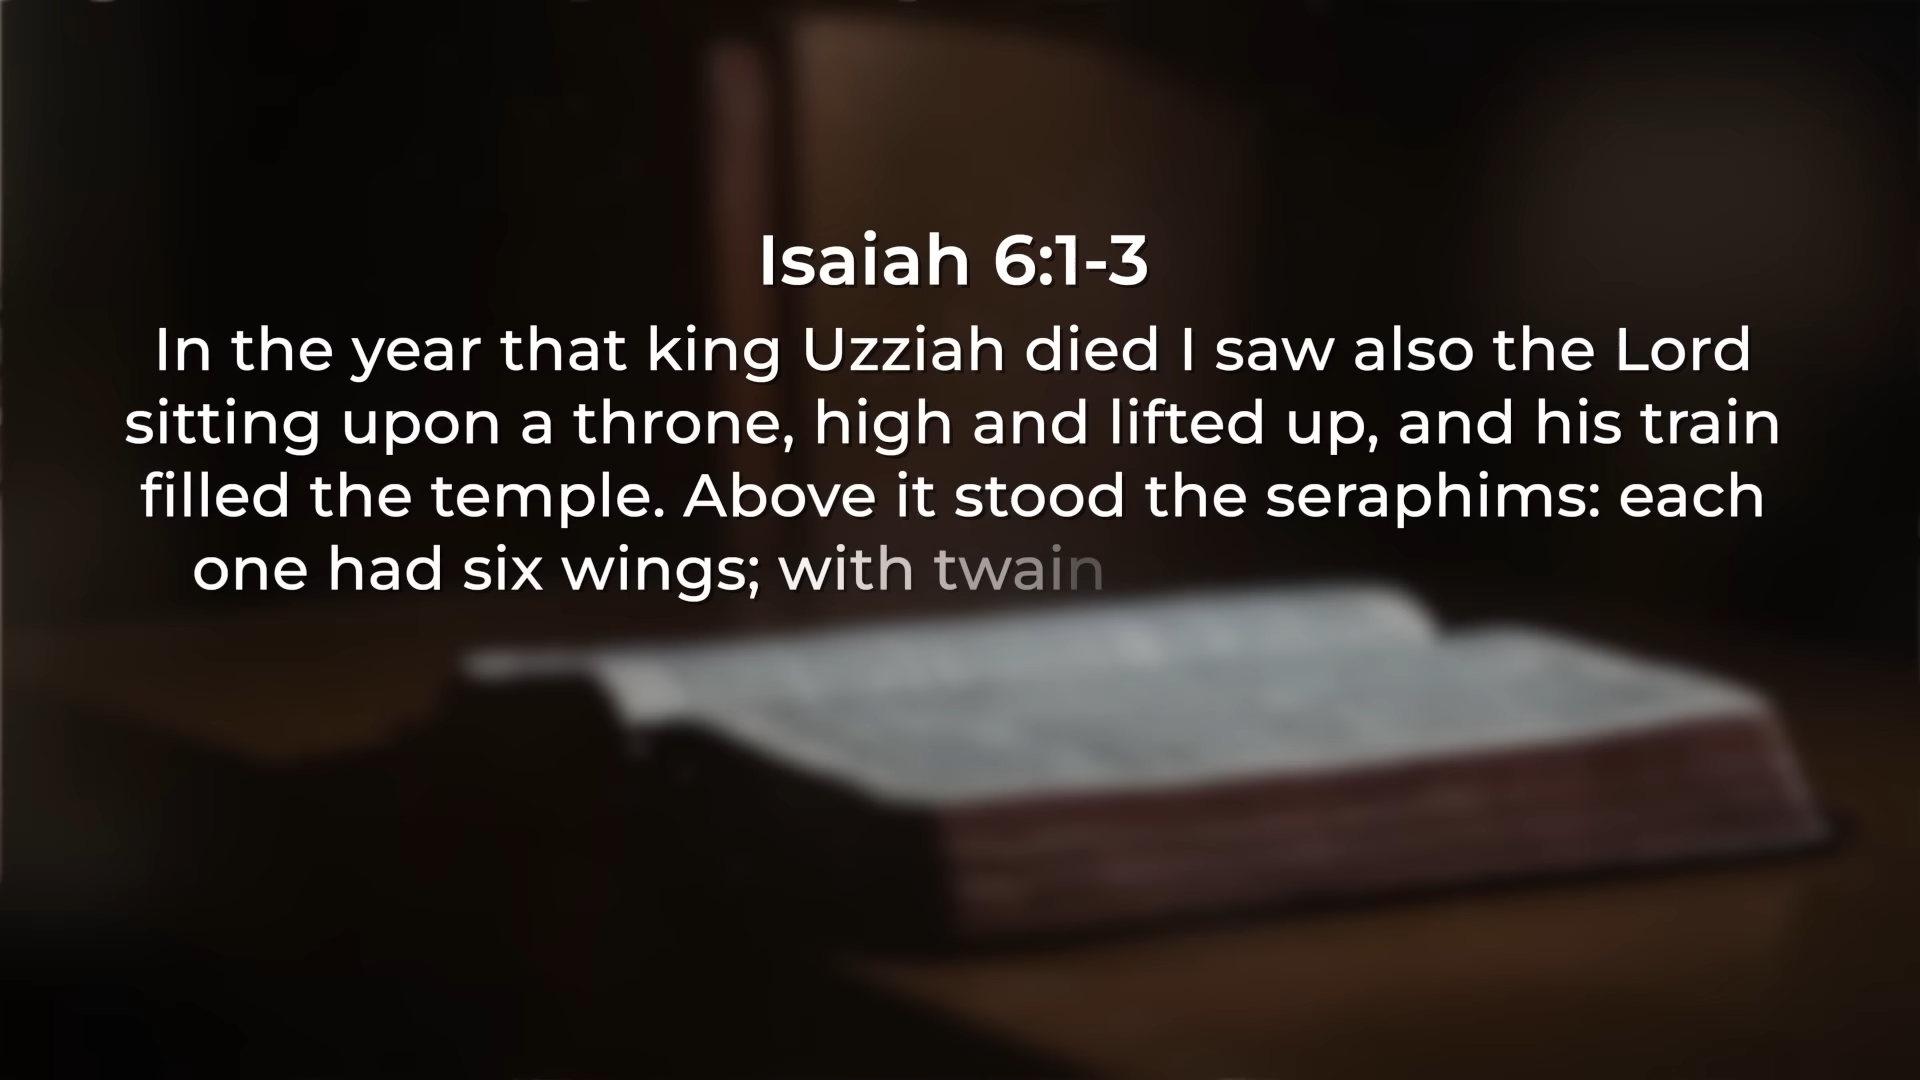 Isaiah 6:1-3
In the year that king Uzziah died I saw also the Lord
sitting upon a throne, high and lifted up, and his train
filled the temple. Above it stood the seraphims: each
one had six wings; with twain